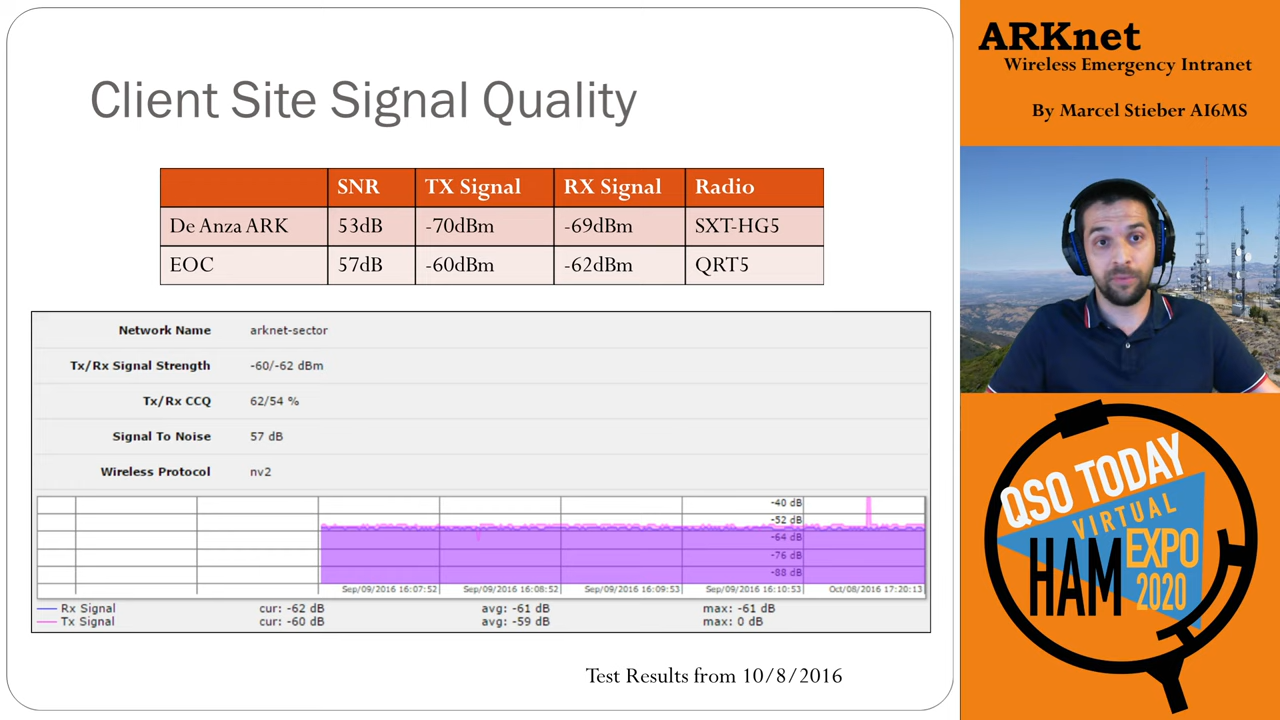 Client Site Signal Quality
SNR TX Signal RX Signal Radio
De Anza ARK 53dB -70dBm -69dBm SXT-HG5
EOC 57dB -60dBm -62dBm QRT5
Network Name arknet-sector
Tx/Rx Signal Strength -60/-62 dBm
Tx/Rx CCQ 62/54 %
Signal To Noise 57 dB
Wireless Protocol nv2
-40 dB
-52 dB
-64 dB
-76 dB
-88 dB
Sep/09/2016 16:07:52 Sep/09/2016 16:08:52 Sep/09/2016 16:09:53 Sep/09/2016 16:10:53 Oct/08/2016 17:20:13
Rx Signal cur: -62 dB avg: -61 dB max: -61 dB
Tx Signal cur: -60 dB avg: -59 dB max: 0 dB
Test Results from 10/8/2016
ARKnet
Wireless Emergency Intranet
By Marcel Stieber AI6MS
QSO TODAY
VIRTUAL
HAM EXPO
2020